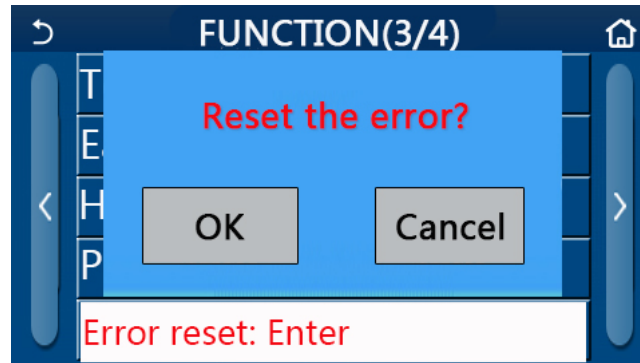 FUNCTION(3/4)
T
Reset the error?
E
H
OK Cancel
P
Error reset: Enter